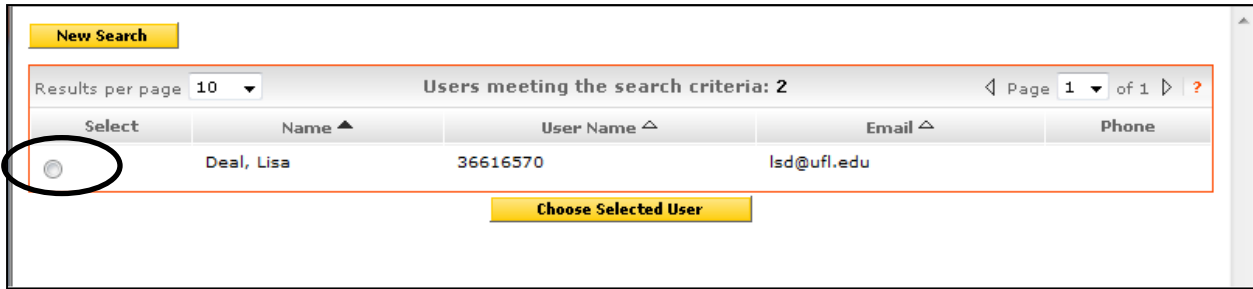 New Search
Results per page 10 Users meeting the search criteria: 2 Page 1 of 1 ?
Select Name User Name Email Phone
Deal, Lisa 36616570 lsd@ufl.edu
Choose Selected User